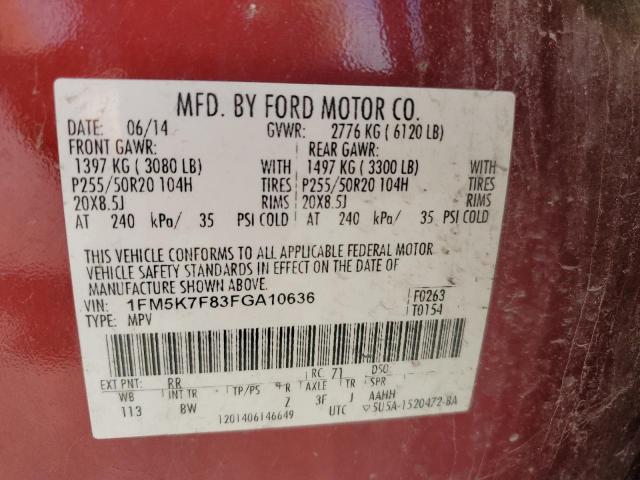 MFD. BY FORD MOTOR CO.
DATE: 06/14 GVWR: 2776 KG ( 6120 LB)
FRONT GAWR: REAR GAWR:
1397 KG ( 3080 LB) WITH 1497 KG ( 3300 LB) WITH
P255/50R20 104H TIRES P255/50R20 104H TIRES
20X8.5J RIMS 20X8.5J RIMS
AT 240 kPa/ 35 PSI COLD AT 240 kPa/ 35 PSI COLD
THIS VEHICLE CONFORMS TO ALL APPLICABLE FEDERAL MOTOR
VEHICLE SAFETY STANDARDS IN EFFECT ON THE DATE OF
MANUFACTURE SHOWN ABOVE.
VIN: 1FM5K7F83FGA10636 F0263
TYPE: MPV T0154
EXT PNT: RR RC: 71 DSO:
WB INT TR TP/PS R AXLE TR SPR
113 BW 4 Z 3F J AAHH
1201406146649 UTC 5U5A-1520472-BA